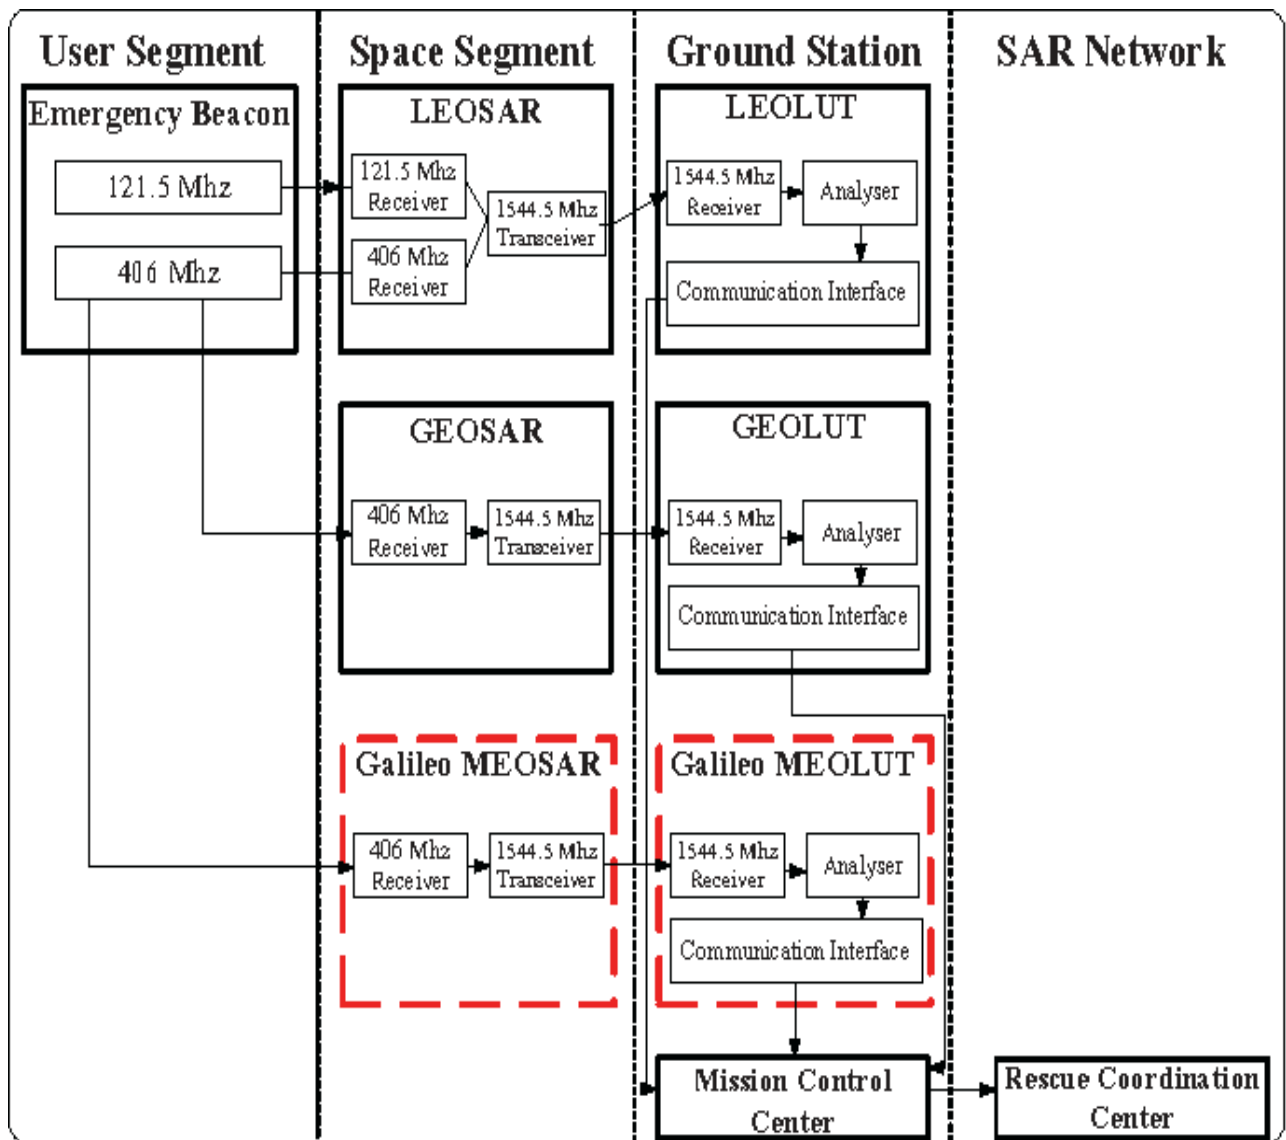 User Segment
Space Segment
Ground Station
SAR Network
Emergency Beacon
121.5 Mhz
406 Mhz
LEOSAR
121.5 Mhz
Receiver
406 Mhz
Receiver
1544.5 Mhz
Transceiver
LEOLUT
1544.5 Mhz
Receiver
Analyser
Communication Interface
GEOSAR
406 Mhz
Receiver
1544.5 Mhz
Transceiver
GEOLUT
1544.5 Mhz
Receiver
Analyser
Communication Interface
Galileo MEOSAR
406 Mhz
Receiver
1544.5 Mhz
Transceiver
Galileo MEOLUT
1544.5 Mhz
Receiver
Analyser
Communication Interface
Mission Control
Center
Rescue Coordination
Center